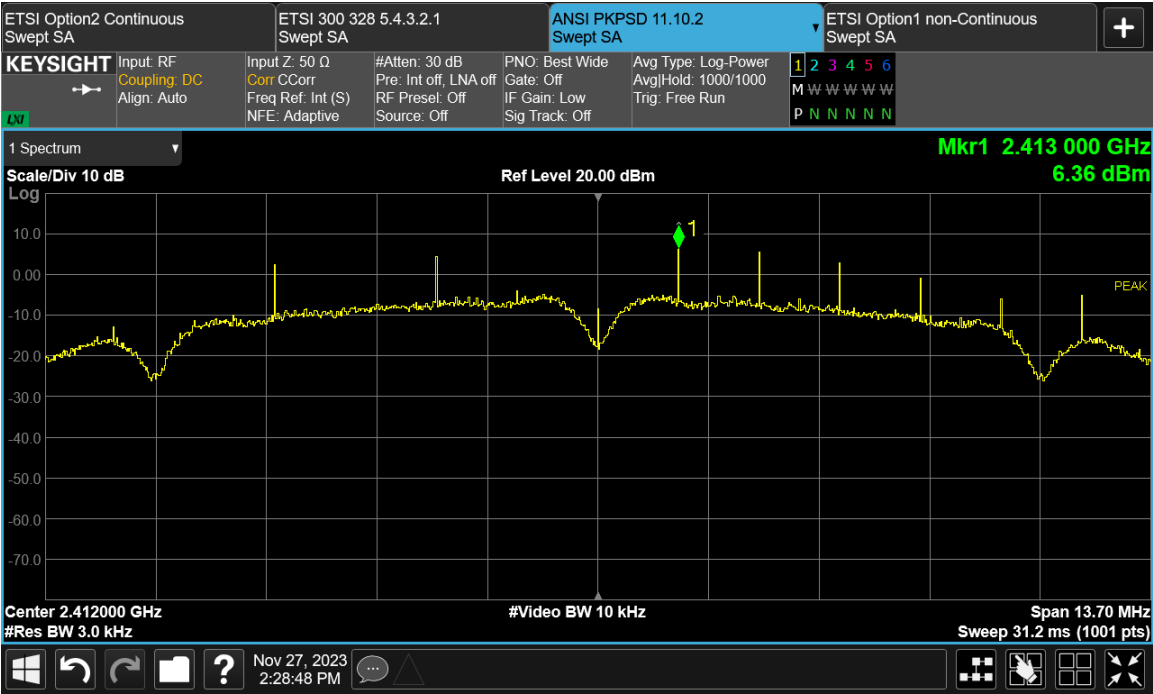 ETSI Option2 Continuous
Swept SA
ETSI 300 328 5.4.3.2.1
Swept SA
ANSI PKPSD 11.10.2
Swept SA
ETSI Option1 non-Continuous
Swept SA
KEYSIGHT
LXI
Input: RF
Coupling: DC
Align: Auto
Input Z: 50 Ω
Corr CCorr
Freq Ref: Int (S)
NFE: Adaptive
#Atten: 30 dB
Pre: Int off, LNA off
RF Presel: Off
Source: Off
PNO: Best Wide
Gate: Off
IF Gain: Low
Sig Track: Off
Avg Type: Log-Power
Avg|Hold: 1000/1000
Trig: Free Run
1 2 3 4 5 6
M W W W W W
P N N N N N
1 Spectrum
Mkr1 2.413 000 GHz
6.36 dBm
Scale/Div 10 dB
Ref Level 20.00 dBm
Log
1
10.0
0.00
PEAK
-10.0
-20.0
-30.0
-40.0
-50.0
-60.0
-70.0
Center 2.412000 GHz
#Video BW 10 kHz
Span 13.70 MHz
#Res BW 3.0 kHz
Sweep 31.2 ms (1001 pts)
?
Nov 27, 2023
2:28:48 PM